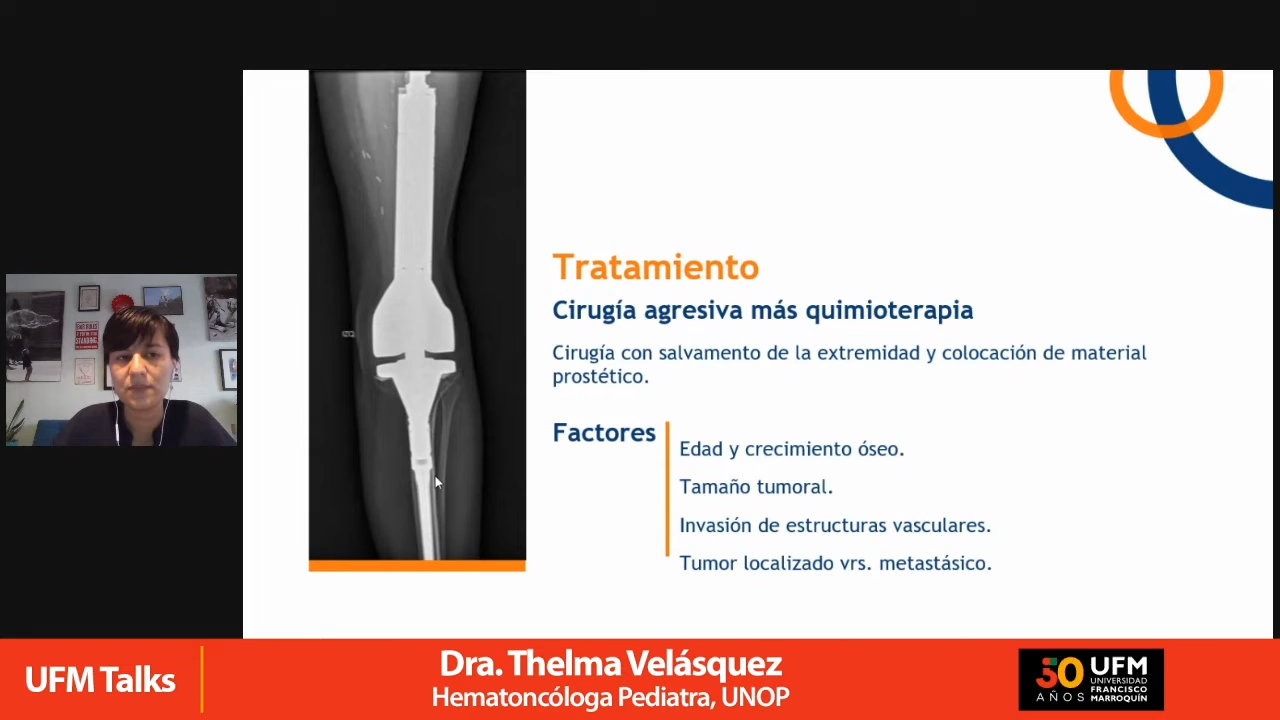 Tratamiento
Cirugía agresiva más quimioterapia
Cirugía con salvamento de la extremidad y colocación de material
prostético.
Factores
Edad y crecimiento óseo.
Tamaño tumoral.
Invasión de estructuras vasculares.
Tumor localizado vrs. metastásico.
STANDING.
UFM Talks
Dra. Thelma Velásquez
Hematoncóloga Pediatra, UNOP
50
AÑOS
UFM
UNIVERSIDAD
FRANCISCO
MARROQUÍN